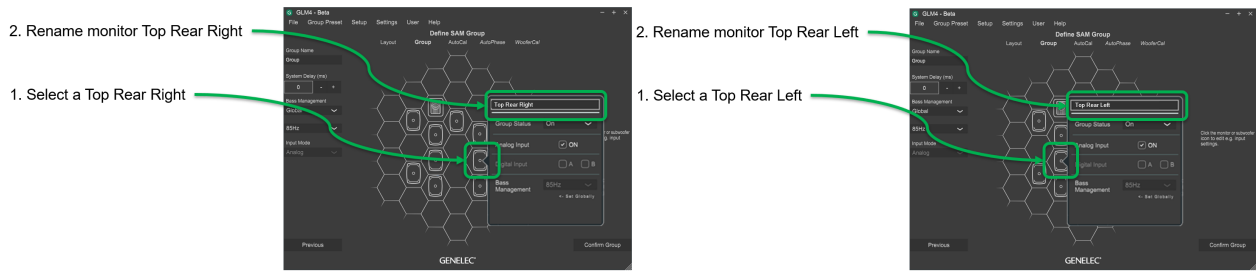 2. Rename monitor Top Rear Right
1. Select a Top Rear Right
GLM4 - Beta
File Group Preset Setup Settings User Help
Define SAM Group
Layout Group AutoCal AutoPhase WooferCal
Group Name
Group
System Delay (ms)
0 - +
Bass Management
Global
85Hz
Input Mode
Analog
Top Rear Right
Group Status On
Analog Input ON
Digital Input A B
Bass Management 85Hz
<- Set Globally
or subwoofer
e.g. input
Previous
Confirm Group
GENELEC
2. Rename monitor Top Rear Left
1. Select a Top Rear Left
GLM4 - Beta
File Group Preset Setup Settings User Help
Define SAM Group
Layout Group AutoCal AutoPhase WooferCal
Group Name
Group
System Delay (ms)
0 - +
Bass Management
Global
85Hz
Input Mode
Analog
Top Rear Left
Group Status On
Analog Input ON
Digital Input A B
Bass Management 85Hz
<- Set Globally
Click the monitor or subwoofer
icon to edit e.g. input
settings.
Previous
Confirm Group
GENELEC